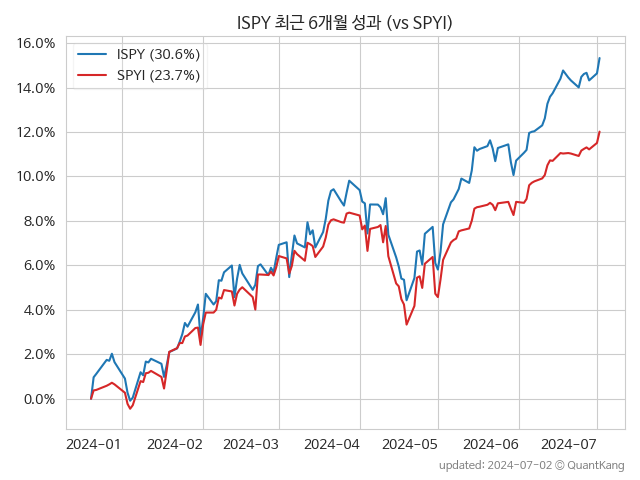 ISPY 최근 6개월 성과 (vs SPYI)
16.0%
14.0%
12.0%
10.0%
8.0%
6.0%
4.0%
2.0%
0.0%
ISPY (30.6%)
SPYI (23.7%)
2024-01 2024-02 2024-03 2024-04 2024-05 2024-06 2024-07
updated: 2024-07-02 © QuantKang